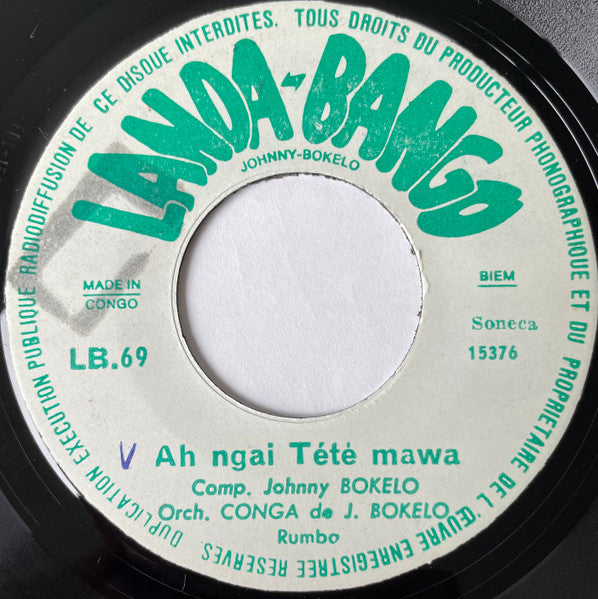 TOUS DROITS DU PRODUCTEUR PHONOGRAPHIQUE ET DU PROPRIETAIRE DE L'ŒUVRE ENREGISTREE RESERVES. DUPLICATION EXECUTION PUBLIQUE RADIODIFFUSION DE CE DISQUE INTERDITES.
LANDA-BANGO
JOHNNY-BOKELO
MADE IN
CONGO
LB.69
BIEM
Soneca
15376
V Ah ngai Tété mawa
Comp. Johnny BOKELO
Orch. CONGA de J. BOKELO
Rumba